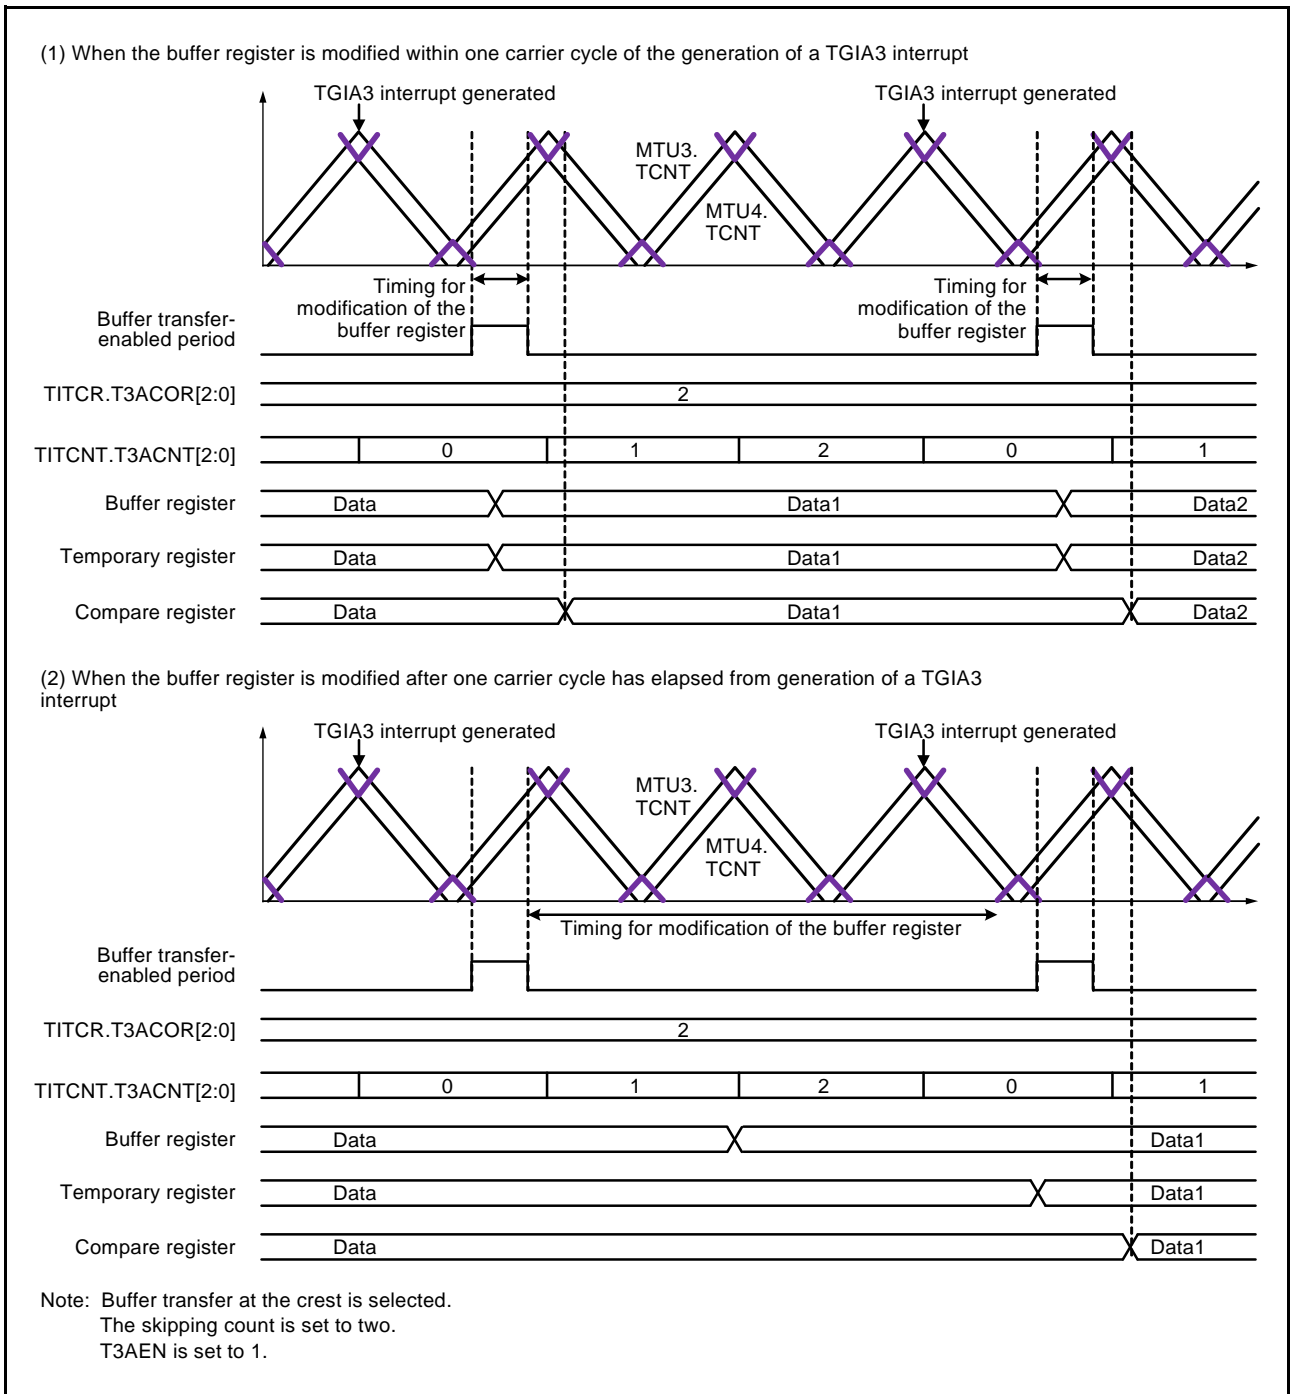 (1) When the buffer register is modified within one carrier cycle of the generation of a TGIA3 interrupt
TGIA3 interrupt generated
TGIA3 interrupt generated
MTU3.
TCNT
MTU4.
TCNT
Timing for
modification of the
buffer register
Timing for
modification of the
buffer register
Buffer transfer-
enabled period
TITCR.T3ACOR[2:0]
2
TITCNT.T3ACNT[2:0]
0
1
2
0
1
Buffer register
Data
Data1
Data2
Temporary register
Data
Data1
Data2
Compare register
Data
Data1
Data2
(2) When the buffer register is modified after one carrier cycle has elapsed from generation of a TGIA3
interrupt
TGIA3 interrupt generated
TGIA3 interrupt generated
MTU3.
TCNT
MTU4.
TCNT
Timing for modification of the buffer register
Buffer transfer-
enabled period
TITCR.T3ACOR[2:0]
2
TITCNT.T3ACNT[2:0]
0
1
2
0
1
Buffer register
Data
Data1
Temporary register
Data
Data1
Compare register
Data
Data1
Note: Buffer transfer at the crest is selected.
The skipping count is set to two.
T3AEN is set to 1.